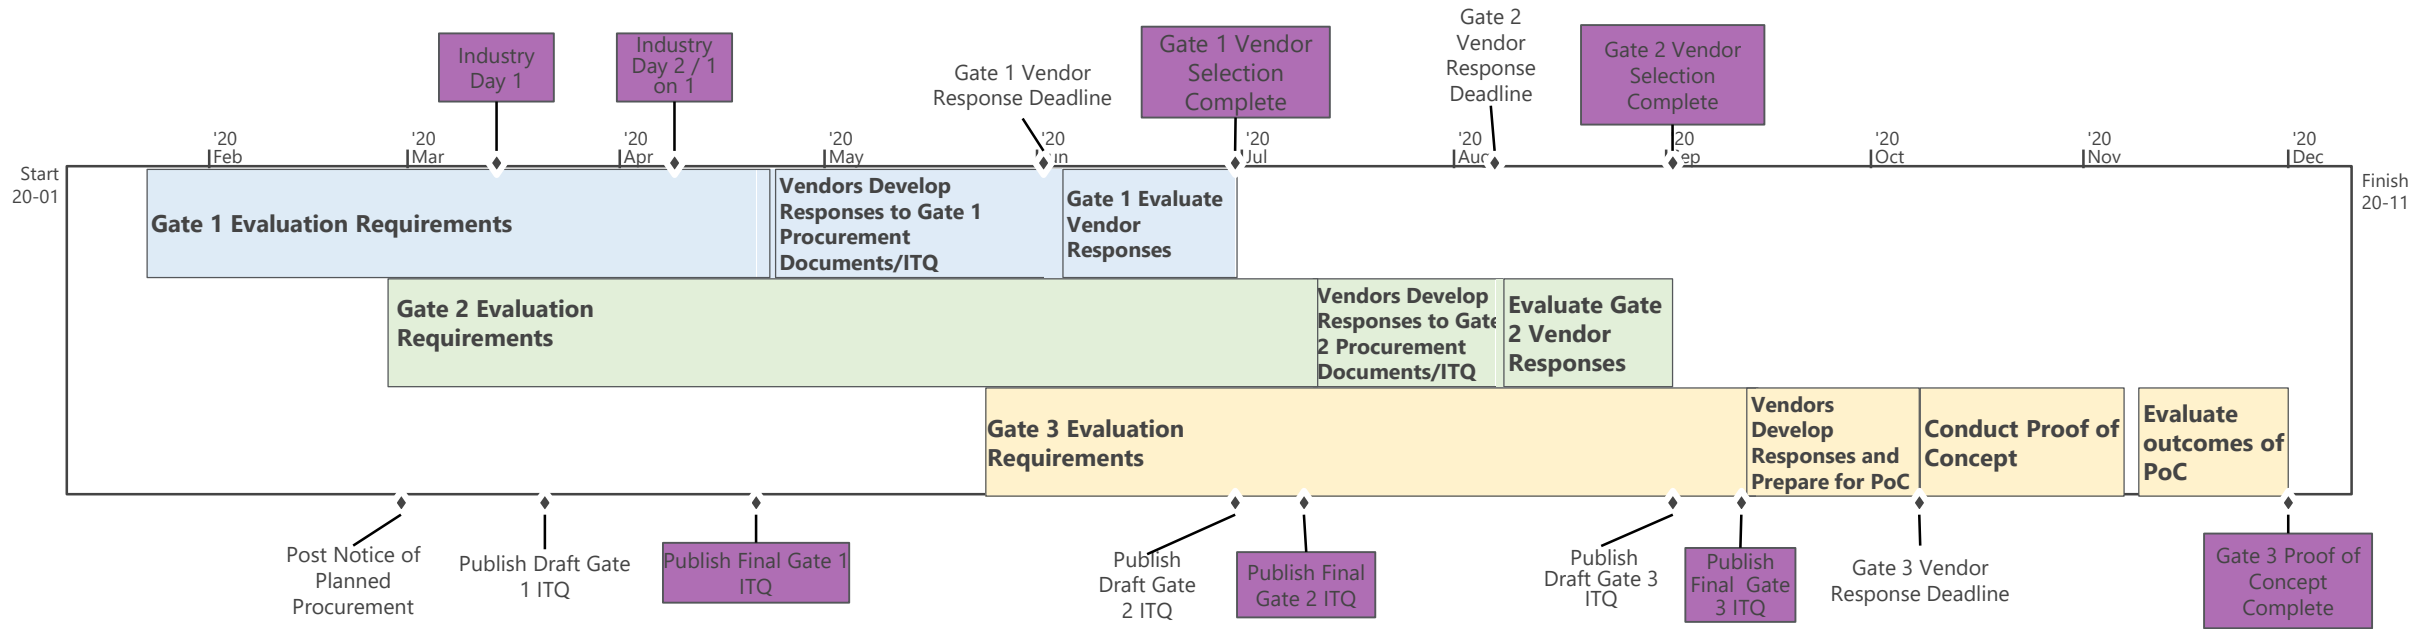 Industry
Day 1
Industry
Day 2 / 1
on 1
Gate 1 Vendor
Response Deadline
Gate 1 Vendor
Selection
Complete
Gate 2
Vendor
Response
Deadline
Gate 2 Vendor
Selection
Complete
'20
Feb
'20
Mar
'20
Apr
'20
May
'20
Jun
'20
Jul
'20
Aug
'20
Sep
'20
Oct
'20
Nov
'20
Dec
Start
20-01
Finish
20-11
Gate 1 Evaluation Requirements
Vendors Develop
Responses to Gate 1
Procurement
Documents/ITQ
Gate 1 Evaluate
Vendor
Responses
Gate 2 Evaluation
Requirements
Vendors Develop
Responses to Gate
2 Procurement
Documents/ITQ
Evaluate Gate
2 Vendor
Responses
Gate 3 Evaluation
Requirements
Vendors
Develop
Responses and
Prepare for PoC
Conduct Proof of
Concept
Evaluate
outcomes of
PoC
Post Notice of
Planned
Procurement
Publish Draft Gate
1 ITQ
Publish Final Gate 1
ITQ
Publish
Draft Gate
2 ITQ
Publish Final
Gate 2 ITQ
Publish
Draft Gate 3
ITQ
Publish
Final Gate
3 ITQ
Gate 3 Vendor
Response Deadline
Gate 3 Proof of
Concept
Complete